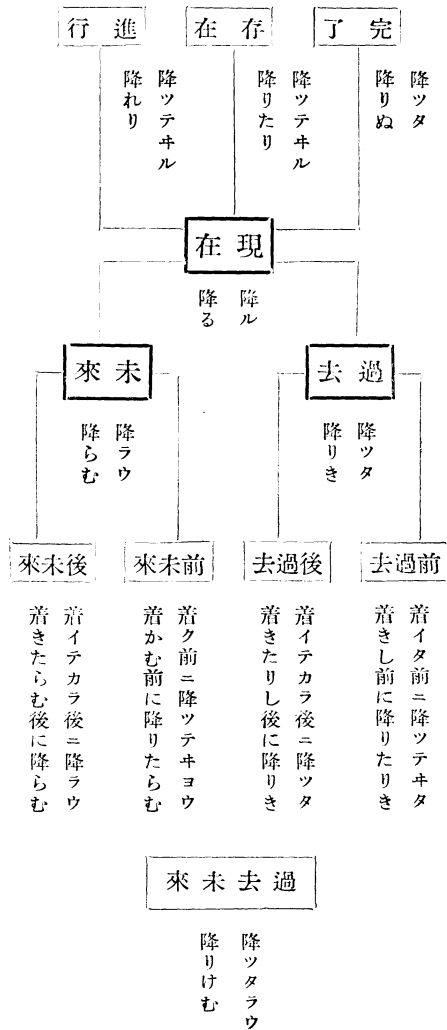 完了
降ツタ
降りぬ
存在
降ツテヰル
降りたり
進行
降ツテヰル
降れり
現在
降ル
降る
過去
降ツタ
降りき
未來
降ラウ
降らむ
前過去
着イタ前ニ降ツテヰタ
着きし前に降りたりき
後過去
着イテカラ後ニ降ツタ
着きたりし後に降りき
前未來
着ク前ニ降ツテヰヨウ
着かむ前に降りたらむ
後未來
着イテカラ後ニ降ラウ
着きたらむ後に降らむ
過去未來
降ツタラウ
降りけむ